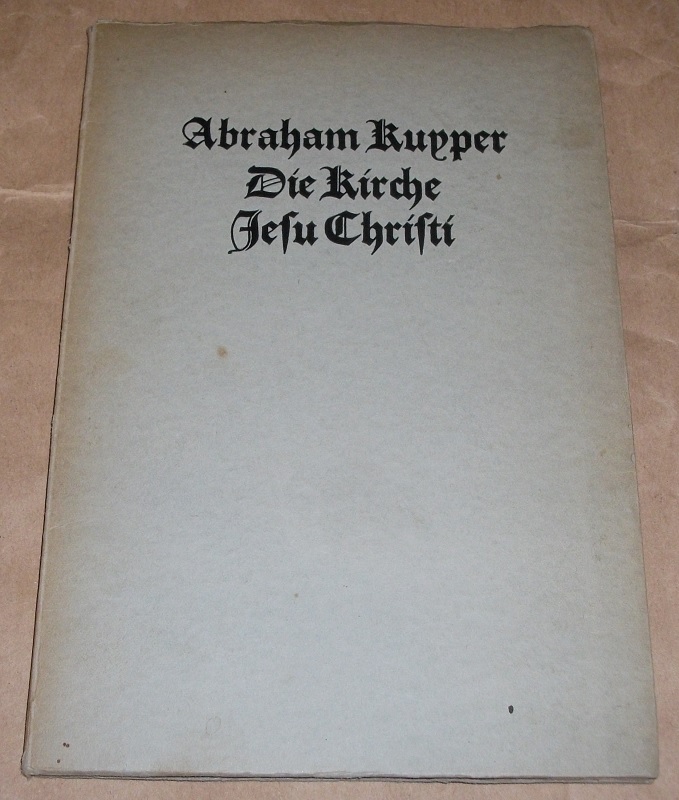 Abraham Kuyper
Die Kirche
Jeſu Chriſti